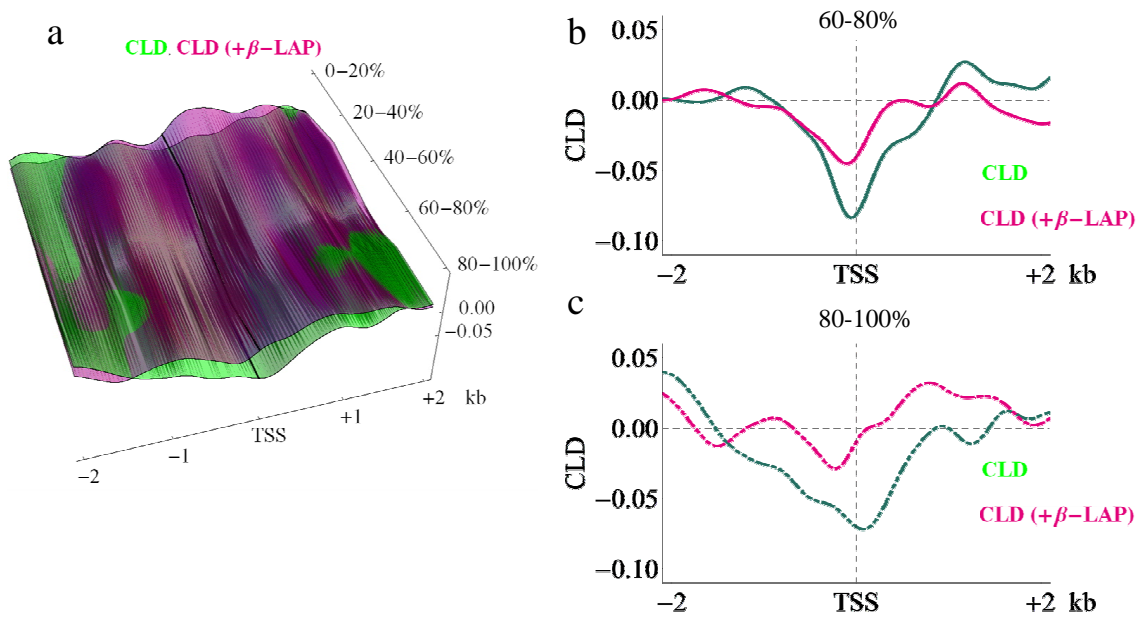 a
CLD, CLD (+β−LAP)
0−20%
20−40%
40−60%
60−80%
80−100%
0.00
−0.05
−2
−1
TSS
+1
+2
kb
b
60-80%
0.05
0.00
−0.05
−0.10
CLD
CLD
CLD (+β−LAP)
−2
TSS
+2 kb
c
80-100%
0.05
0.00
−0.05
−0.10
CLD
CLD
CLD (+β−LAP)
−2
TSS
+2 kb